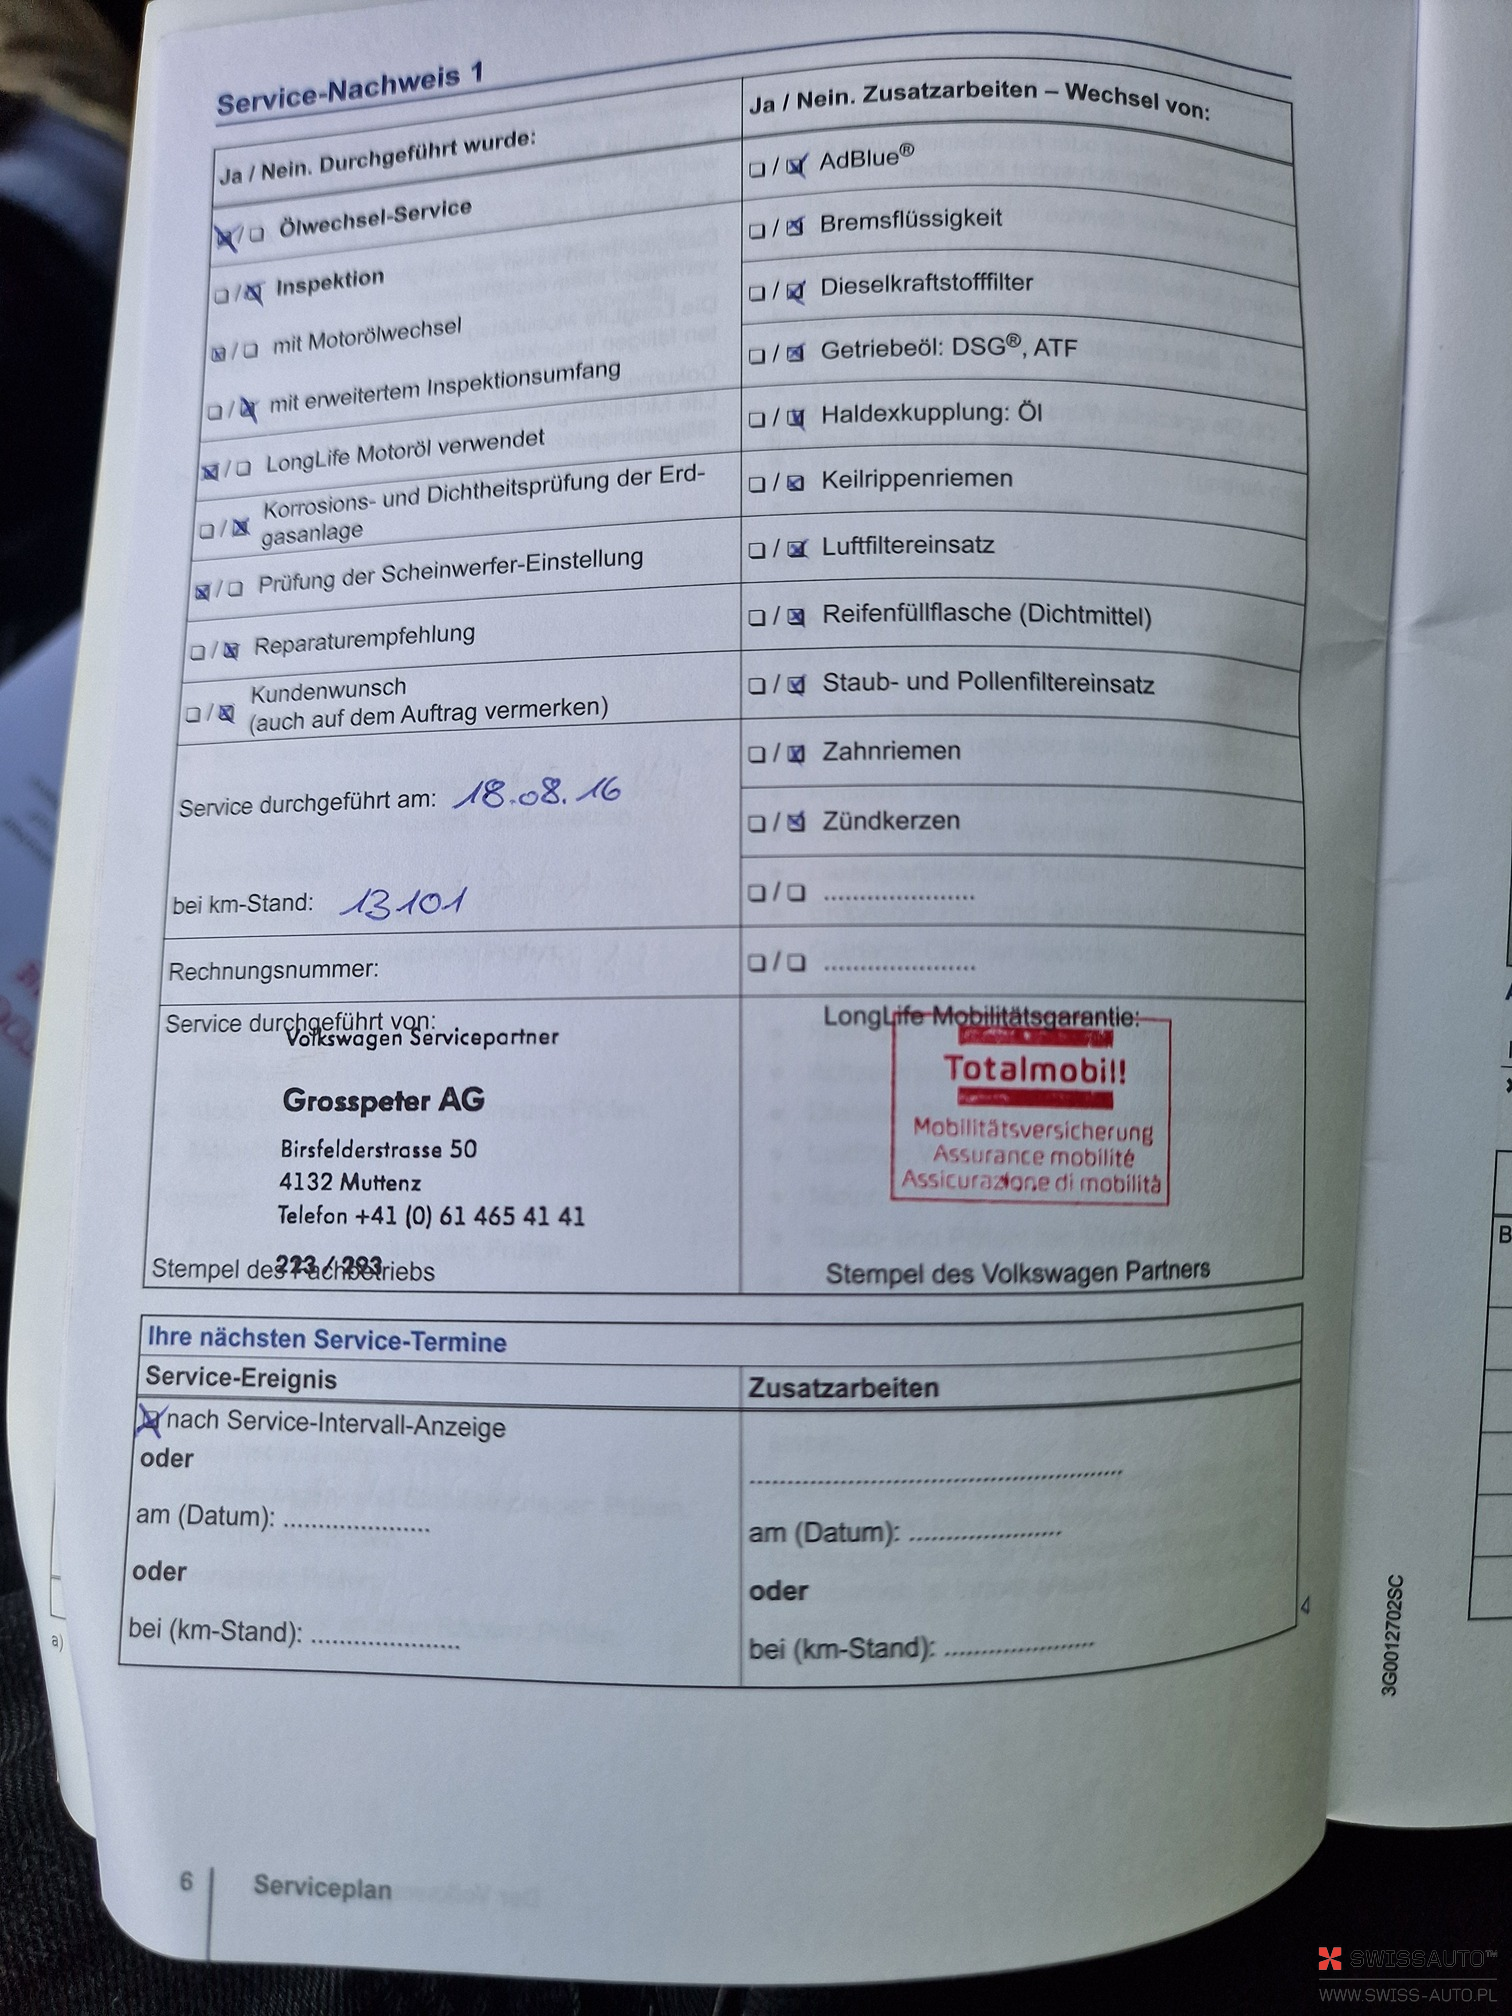 Service-Nachweis 1
Ja / Nein. Durchgeführt wurde:
Ölwechsel-Service
Inspektion
mit Motorölwechsel
mit erweitertem Inspektionsumfang
LongLife Motoröl verwendet
Korrosions- und Dichtheitsprüfung der Erd-
gasanlage
Prüfung der Scheinwerfer-Einstellung
Reparaturempfehlung
Kundenwunsch
(auch auf dem Auftrag vermerken)
Service durchgeführt am: 18.08.16
bei km-Stand: 13101
Rechnungsnummer:
Service durchgeführt von:
Volkswagen Servicepartner
Grosspeter AG
Birsfelderstrasse 50
4132 Muttenz
Telefon +41 (0) 61 465 41 41
223 / 293
Stempel des Fachbetriebs
Ja / Nein. Zusatzarbeiten – Wechsel von:
AdBlue®
Bremsflüssigkeit
Dieselkraftstofffilter
Getriebeöl: DSG®, ATF
Haldexkupplung: Öl
Keilrippenriemen
Luftfiltereinsatz
Reifenfüllflasche (Dichtmittel)
Staub- und Pollenfiltereinsatz
Zahnriemen
Zündkerzen
LongLife Mobilitätsgarantie:
Totalmobil!
Mobilitätsversicherung
Assurance mobilité
Assicurazione di mobilità
Stempel des Volkswagen Partners
Ihre nächsten Service-Termine
Service-Ereignis
nach Service-Intervall-Anzeige
oder
am (Datum): ......................
oder
bei (km-Stand): ......................
Zusatzarbeiten
am (Datum): ......................
oder
bei (km-Stand): ......................
6 Serviceplan
3G0012702SC
a)
4
B
SWISSAUTO™
WWW.SWISS-AUTO.PL